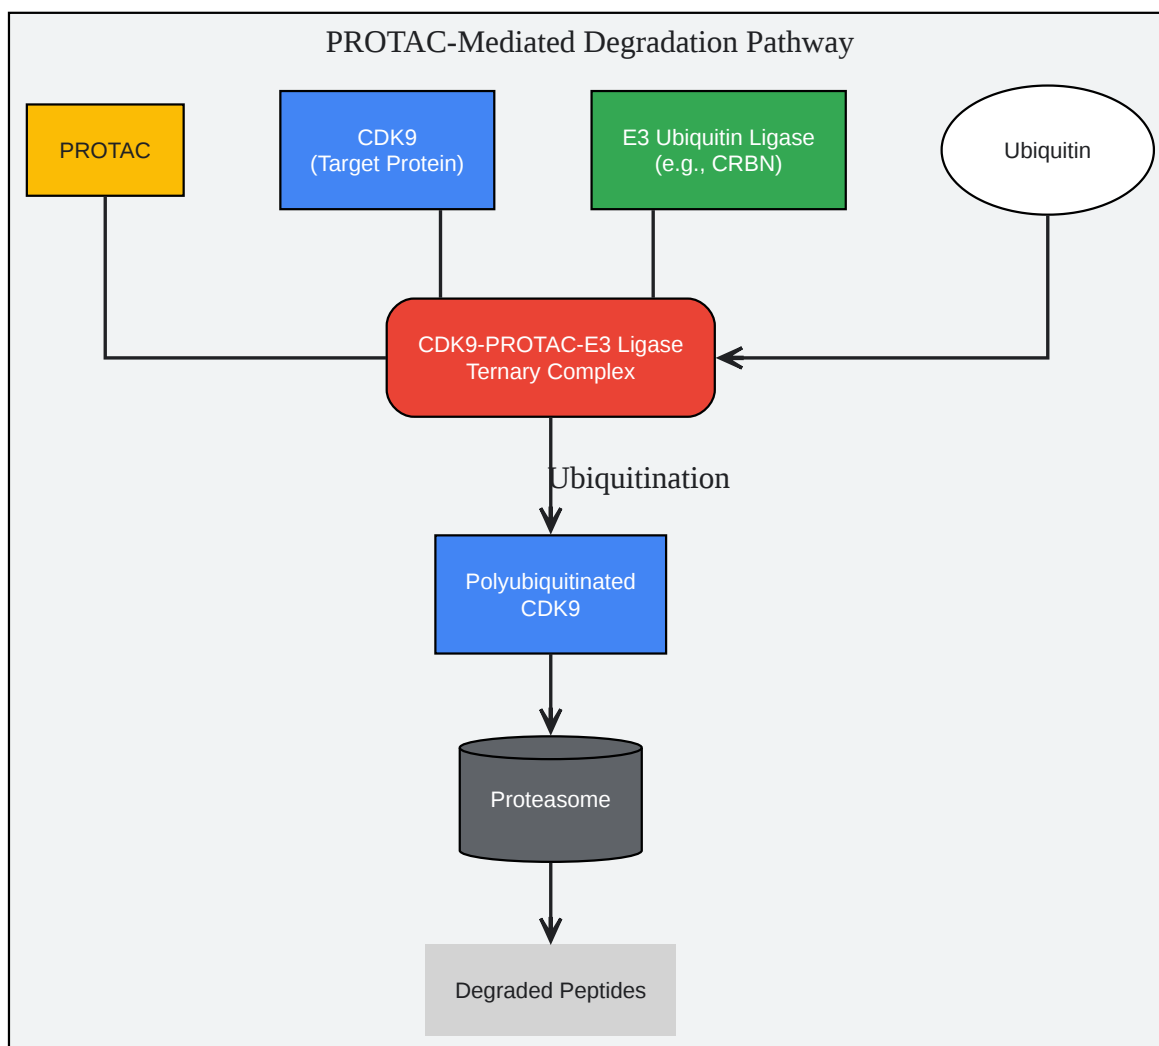 PROTAC-Mediated Degradation Pathway
PROTAC
CDK9
(Target Protein)
E3 Ubiquitin Ligase
(e.g., CRBN)
Ubiquitin
CDK9-PROTAC-E3 Ligase
Ternary Complex
Ubiquitination
Polyubiquitinated
CDK9
Proteasome
Degraded Peptides